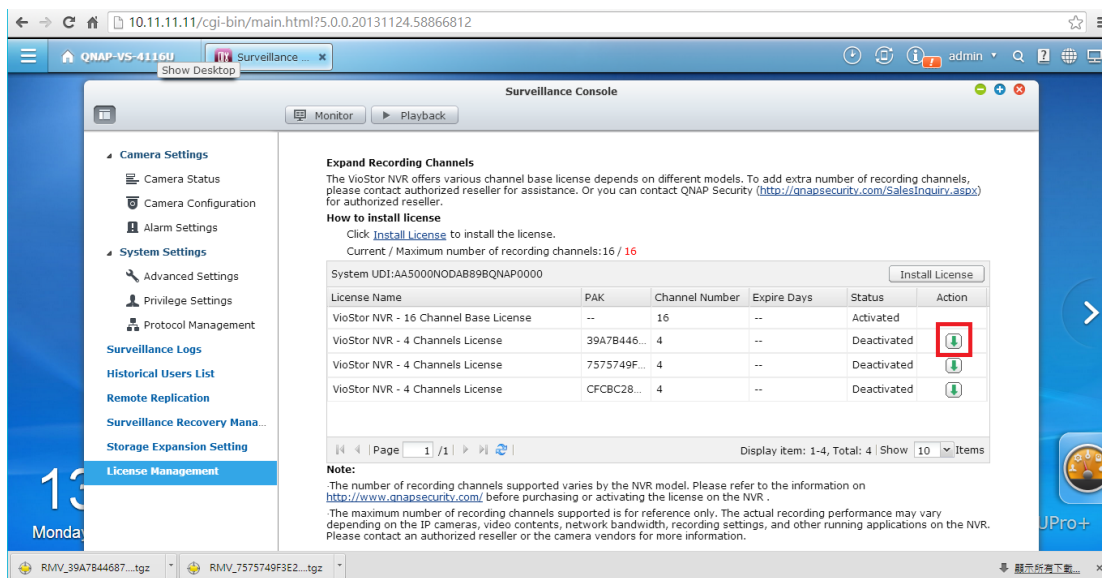 10.11.11.11/cgi-bin/main.html?5.0.0.20131124.58866812
QNAP-VS-4116U
Surveillance ...
admin
Show Desktop
Surveillance Console
Monitor
Playback
Camera Settings
Camera Status
Camera Configuration
Alarm Settings
System Settings
Advanced Settings
Privilege Settings
Protocol Management
Surveillance Logs
Historical Users List
Remote Replication
Surveillance Recovery Mana...
Storage Expansion Setting
License Management
Expand Recording Channels
The VioStor NVR offers various channel base license depends on different models. To add extra number of recording channels,
please contact authorized reseller for assistance. Or you can contact QNAP Security (http://qnapsecurity.com/SalesInquiry.aspx)
for authorized reseller.
How to install license
Click Install License to install the license.
Current / Maximum number of recording channels:16 / 16
System UDI:AA5000NODAB89BQNAP0000 Install License
License Name PAK Channel Number Expire Days Status Action
VioStor NVR - 16 Channel Base License -- 16 -- Activated
VioStor NVR - 4 Channels License 39A7B446... 4 -- Deactivated
VioStor NVR - 4 Channels License 7575749F... 4 -- Deactivated
VioStor NVR - 4 Channels License CFCBC28... 4 -- Deactivated
Page 1 /1 Display item: 1-4, Total: 4 Show 10 Items
Note:
·The number of recording channels supported varies by the NVR model. Please refer to the information on
http://www.qnapsecurity.com/ before purchasing or activating the license on the NVR .
·The maximum number of recording channels supported is for reference only. The actual recording performance may vary
depending on the IP cameras, video contents, network bandwidth, recording settings, and other running applications on the NVR.
Please contact an authorized reseller or the camera vendors for more information.
13
Monday
UPro+
RMV_39A7B44687....tgz
RMV_7575749F3E2....tgz
顯示所有下載...